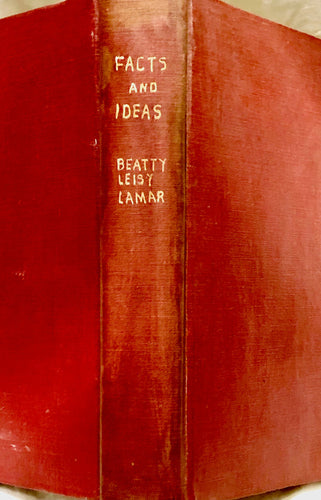 FACTS
AND
IDEAS
BEATTY
LEISY
LAMAR